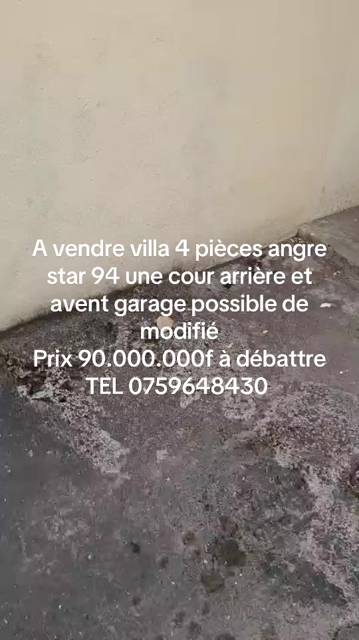 A vendre villa 4 pièces angre
star 94 une cour arrière et
avent garage possible de
modifié
Prix 90.000.000f à débattre
TEL 0759648430